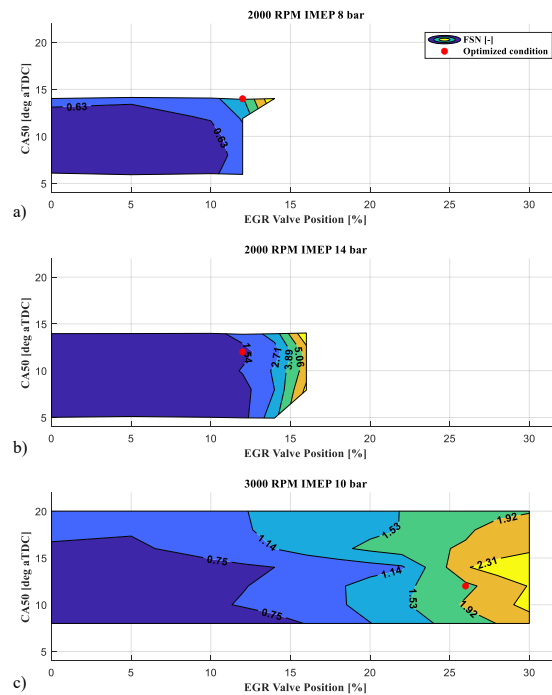 2000 RPM IMEP 8 bar
FSN [-]
Optimized condition
CA50 [deg aTDC]
20
15
10
5
0.63
0.63
0 5 10 15 20 25 30
EGR Valve Position [%]
a)
2000 RPM IMEP 14 bar
CA50 [deg aTDC]
20
15
10
5
1.54
2.71
3.89
5.06
0 5 10 15 20 25 30
EGR Valve Position [%]
b)
3000 RPM IMEP 10 bar
CA50 [deg aTDC]
20
15
10
5
0.75
0.75
1.14
1.14
1.53
1.53
1.92
1.92
2.31
0 5 10 15 20 25 30
EGR Valve Position [%]
c)